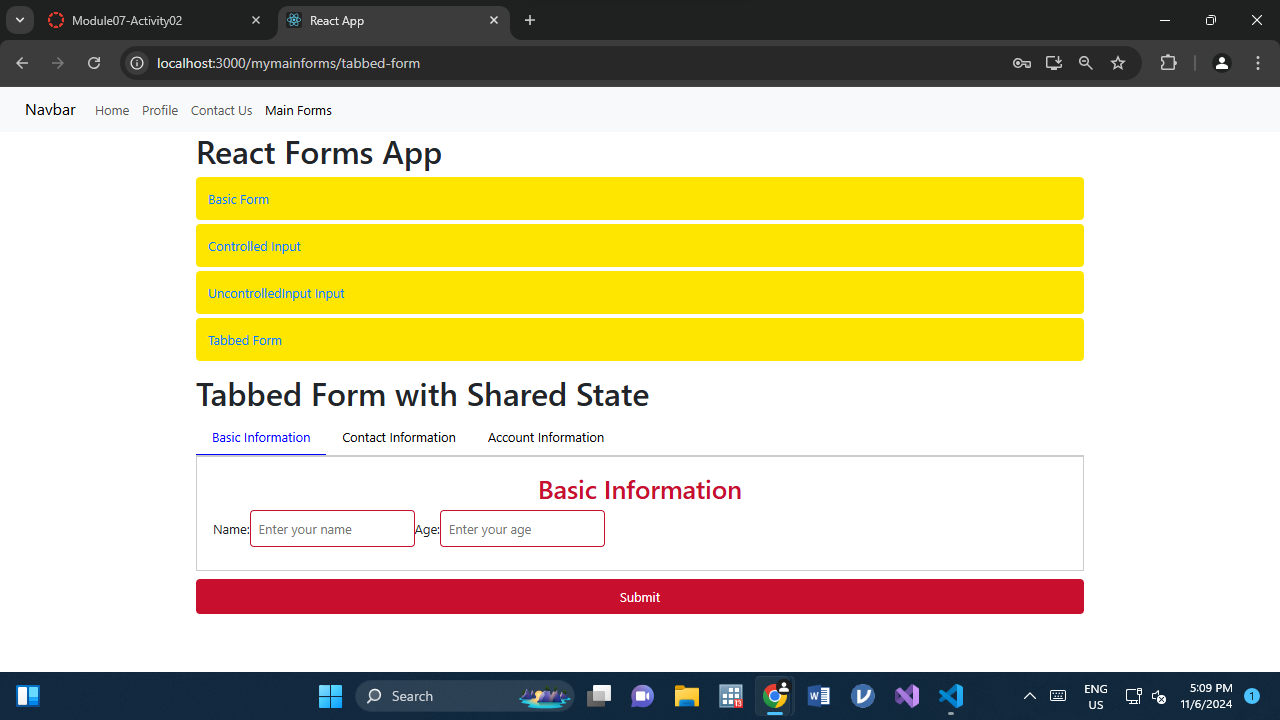 Module07-Activity02
React App
localhost:3000/mymainforms/tabbed-form
Navbar Home Profile Contact Us Main Forms
React Forms App
Basic Form
Controlled Input
UncontrolledInput Input
Tabbed Form
Tabbed Form with Shared State
Basic Information Contact Information Account Information
Basic Information
Name: Enter your name Age: Enter your age
Submit
Search
13
ENG
US
5:09 PM
11/6/2024
1